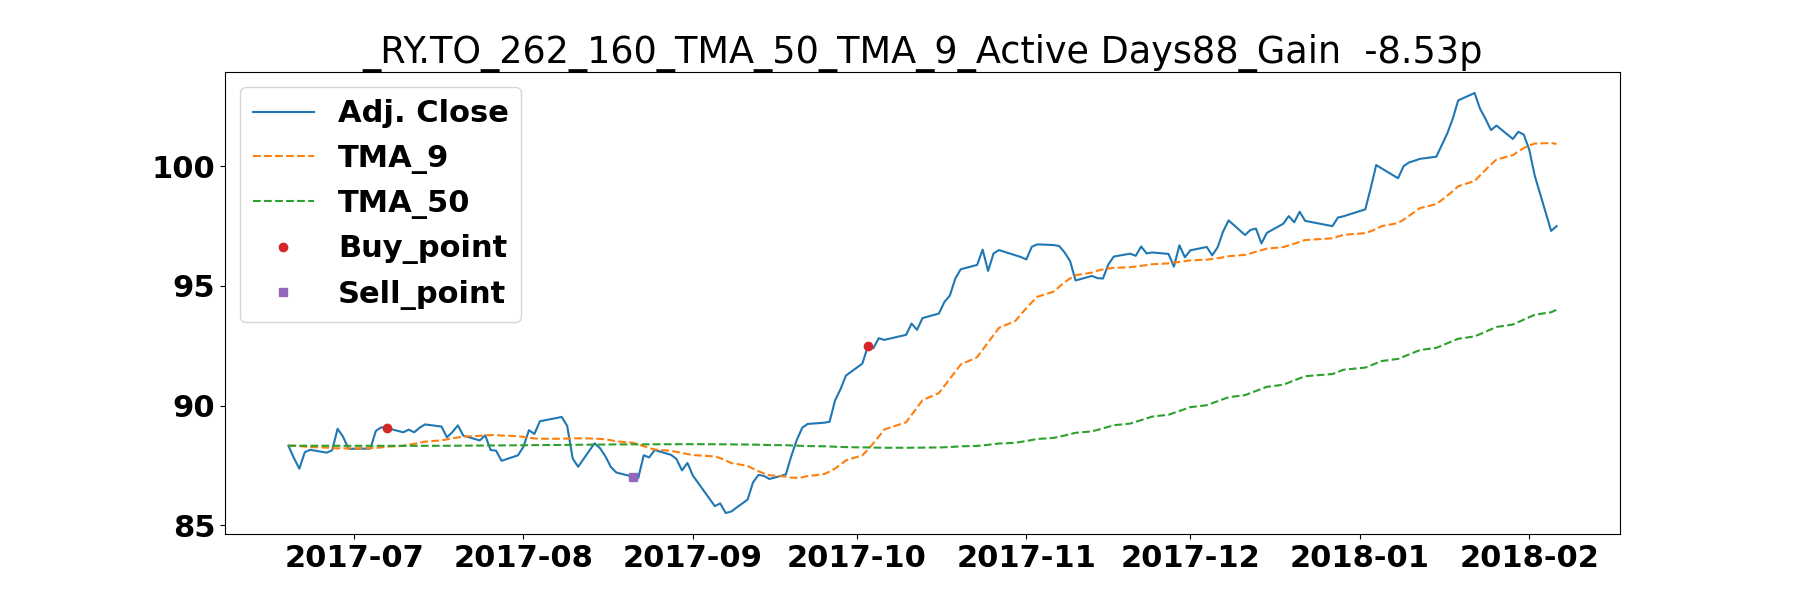 _RY.TO_262_160_TMA_50_TMA_9_Active Days88_Gain  -8.53p
Adj. Close
TMA_9
TMA_50
Buy_point
Sell_point
100
95
90
85
2017-07 2017-08 2017-09 2017-10 2017-11 2017-12 2018-01 2018-02